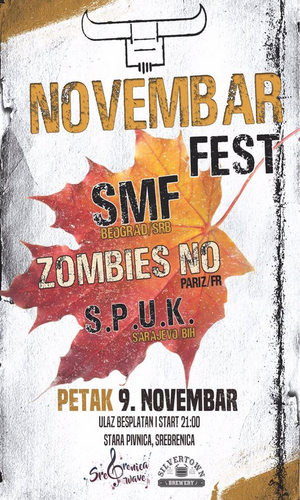 NOVEMBAR
FEST
SMF
BEOGRAD/SRB
ZOMBIES NO
PARIZ/FR
S.P.U.K.
SARAJEVO/BIH
PETAK 9. NOVEMBAR
ULAZ BESPLATAN I START 21:00
STARA PIVNICA, SREBRENICA
Srebrenica
wave
SILVERTOWN
BREWERY